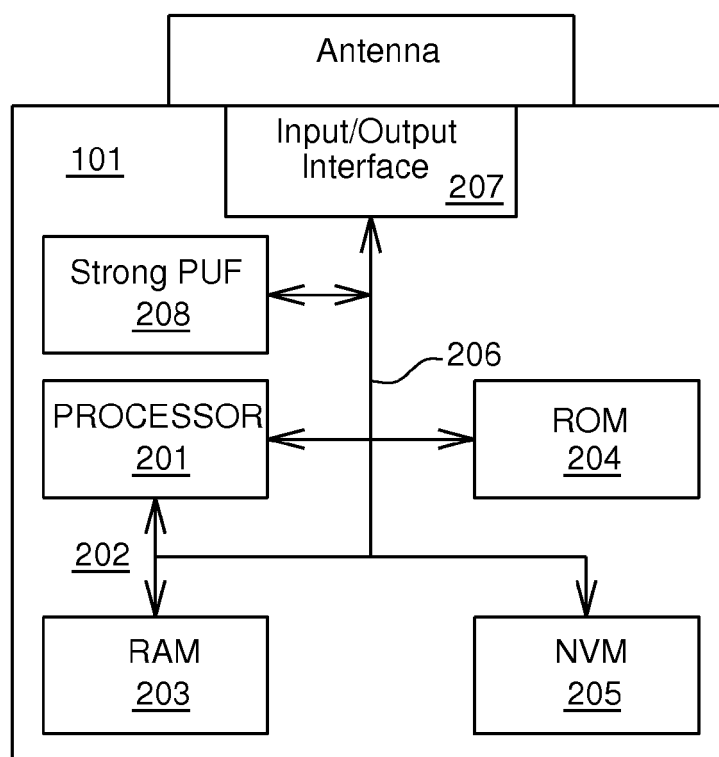 Antenna
Input/Output
Interface
207
101
Strong PUF
208
206
PROCESSOR
201
ROM
204
202
RAM
203
NVM
205